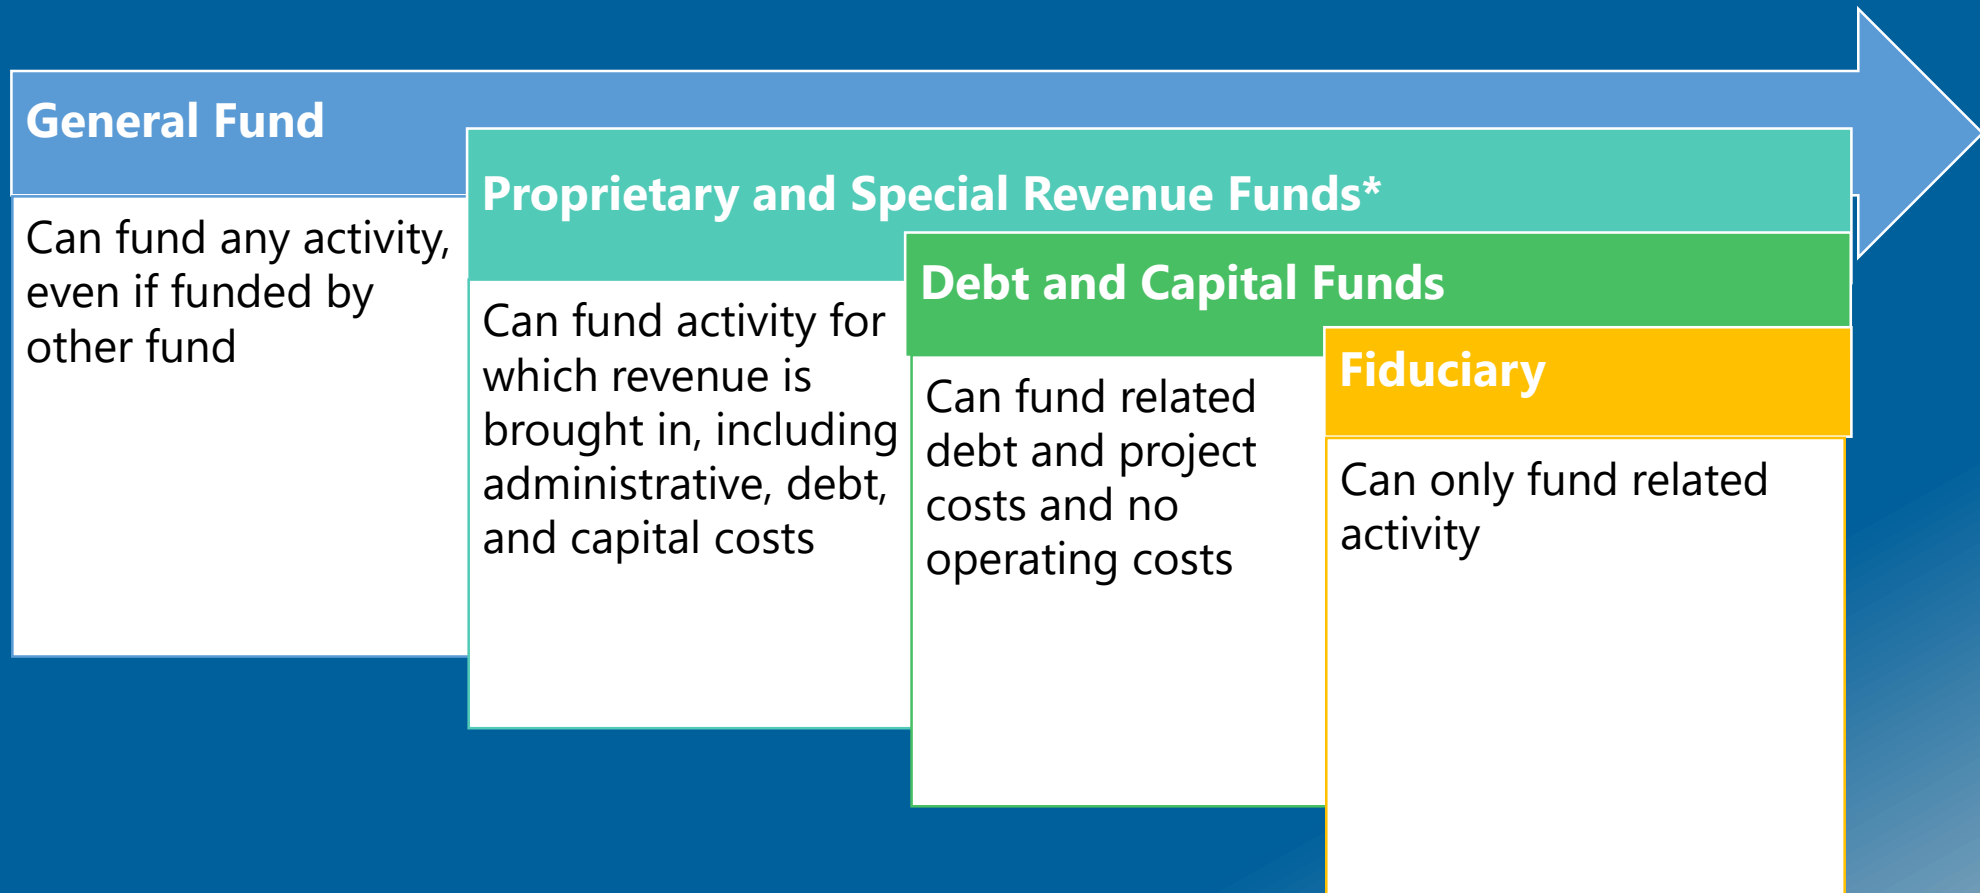 General Fund
Can fund any activity,
even if funded by
other fund
Proprietary and Special Revenue Funds*
Can fund activity for
which revenue is
brought in, including
administrative, debt,
and capital costs
Debt and Capital Funds
Can fund related
debt and project
costs and no
operating costs
Fiduciary
Can only fund related
activity